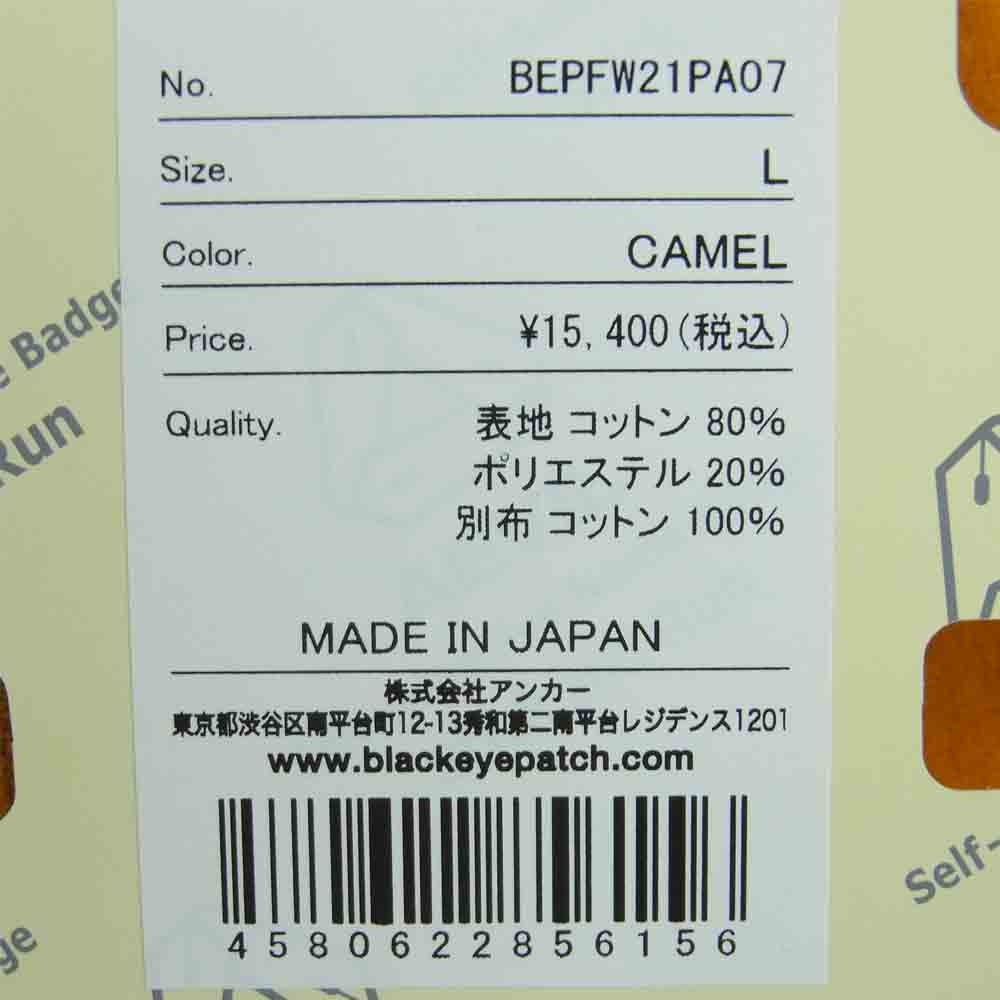 No. BEPFW21PA07
Size. L
Color. CAMEL
Price. ¥15,400(税込)
Quality. 表地 コットン 80%
ポリエステル 20%
別布 コットン 100%
MADE IN JAPAN
株式会社アンカー
東京都渋谷区南平台町12-13秀和第二南平台レジデンス1201
www.blackeyepatch.com
4580622856156
e Badge
Run
Self-
ge